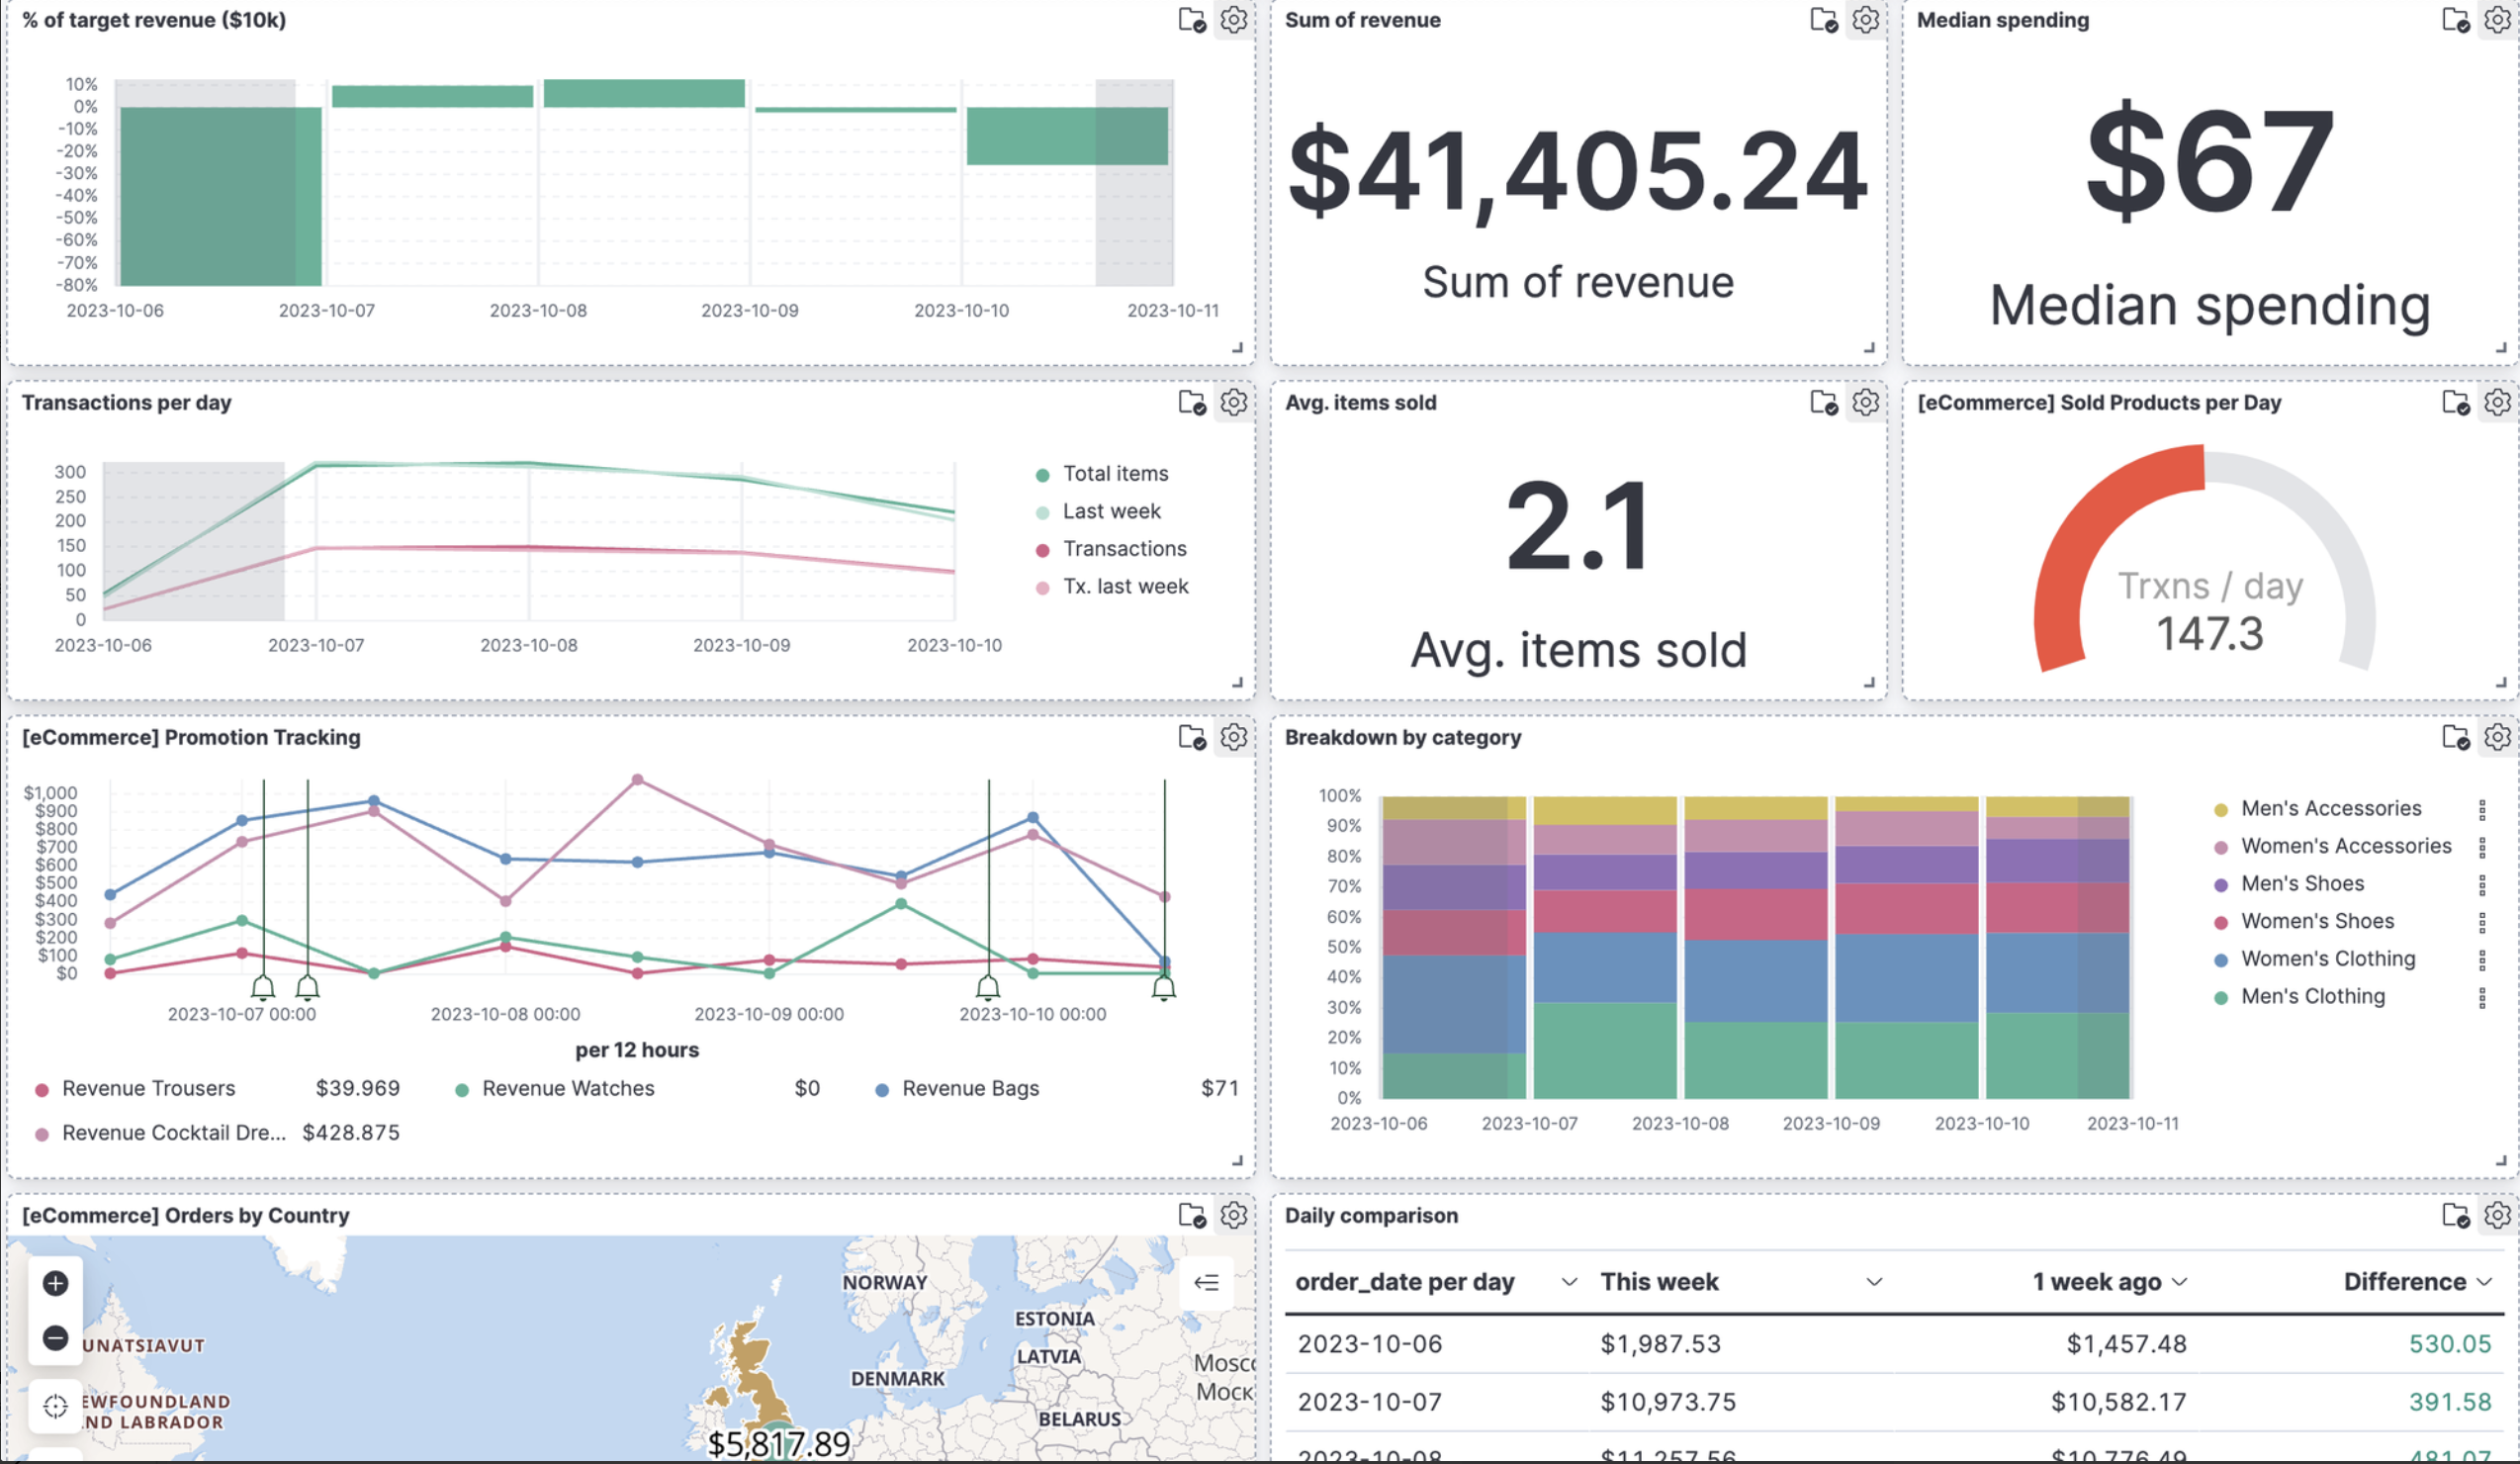 % of target revenue ($10k)
10%
0%
-10%
-20%
-30%
-40%
-50%
-60%
-70%
-80%
2023-10-06 2023-10-07 2023-10-08 2023-10-09 2023-10-10 2023-10-11
Sum of revenue
$41,405.24
Sum of revenue
Median spending
$67
Median spending
Transactions per day
300
250
200
150
100
50
0
2023-10-06 2023-10-07 2023-10-08 2023-10-09 2023-10-10
Total items
Last week
Transactions
Tx. last week
Avg. items sold
2.1
Avg. items sold
[eCommerce] Sold Products per Day
Trxns / day
147.3
[eCommerce] Promotion Tracking
$1,000
$900
$800
$700
$600
$500
$400
$300
$200
$100
$0
2023-10-07 00:00 2023-10-08 00:00 2023-10-09 00:00 2023-10-10 00:00
per 12 hours
Revenue Trousers $39.969 Revenue Watches $0 Revenue Bags $71
Revenue Cocktail Dre... $428.875
Breakdown by category
100%
90%
80%
70%
60%
50%
40%
30%
20%
10%
0%
2023-10-06 2023-10-07 2023-10-08 2023-10-09 2023-10-10 2023-10-11
Men's Accessories
Women's Accessories
Men's Shoes
Women's Shoes
Women's Clothing
Men's Clothing
[eCommerce] Orders by Country
NORWAY
ESTONIA
UNATSIAVUT
LATVIA
Mosc
DENMARK
Моск
EWFOUNDLAND
ND LABRADOR
BELARUS
$5,817.89
Daily comparison
order_date per day This week 1 week ago Difference
2023-10-06 $1,987.53 $1,457.48 530.05
2023-10-07 $10,973.75 $10,582.17 391.58
2023-10-08 $11,257.56 $10,776.49 481.07